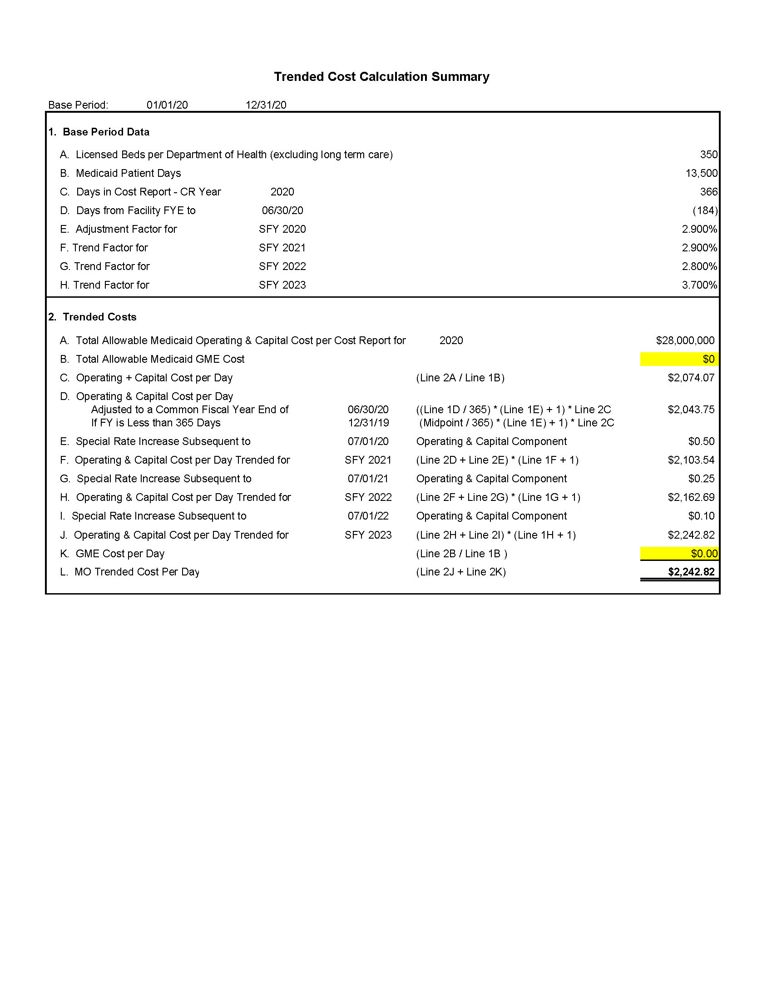 Trended Cost Calculation Summary
Base Period: 01/01/20 12/31/20
1. Base Period Data
A. Licensed Beds per Department of Health (excluding long term care) 350
B. Medicaid Patient Days 13,500
C. Days in Cost Report - CR Year 2020 366
D. Days from Facility FYE to 06/30/20 (184)
E. Adjustment Factor for SFY 2020 2.900%
F. Trend Factor for SFY 2021 2.900%
G. Trend Factor for SFY 2022 2.800%
H. Trend Factor for SFY 2023 3.700%
2. Trended Costs
A. Total Allowable Medicaid Operating & Capital Cost per Cost Report for 2020 $28,000,000
B. Total Allowable Medicaid GME Cost $0
C. Operating + Capital Cost per Day (Line 2A / Line 1B) $2,074.07
D. Operating & Capital Cost per Day
Adjusted to a Common Fiscal Year End of 06/30/20 ((Line 1D / 365) * (Line 1E) + 1) * Line 2C $2,043.75
If FY is Less than 365 Days 12/31/19 (Midpoint / 365) * (Line 1E) + 1) * Line 2C
E. Special Rate Increase Subsequent to 07/01/20 Operating & Capital Component $0.50
F. Operating & Capital Cost per Day Trended for SFY 2021 (Line 2D + Line 2E) * (Line 1F + 1) $2,103.54
G. Special Rate Increase Subsequent to 07/01/21 Operating & Capital Component $0.25
H. Operating & Capital Cost per Day Trended for SFY 2022 (Line 2F + Line 2G) * (Line 1G + 1) $2,162.69
I. Special Rate Increase Subsequent to 07/01/22 Operating & Capital Component $0.10
J. Operating & Capital Cost per Day Trended for SFY 2023 (Line 2H + Line 2I) * (Line 1H + 1) $2,242.82
K. GME Cost per Day (Line 2B / Line 1B ) $0.00
L. MO Trended Cost Per Day (Line 2J + Line 2K) $2,242.82